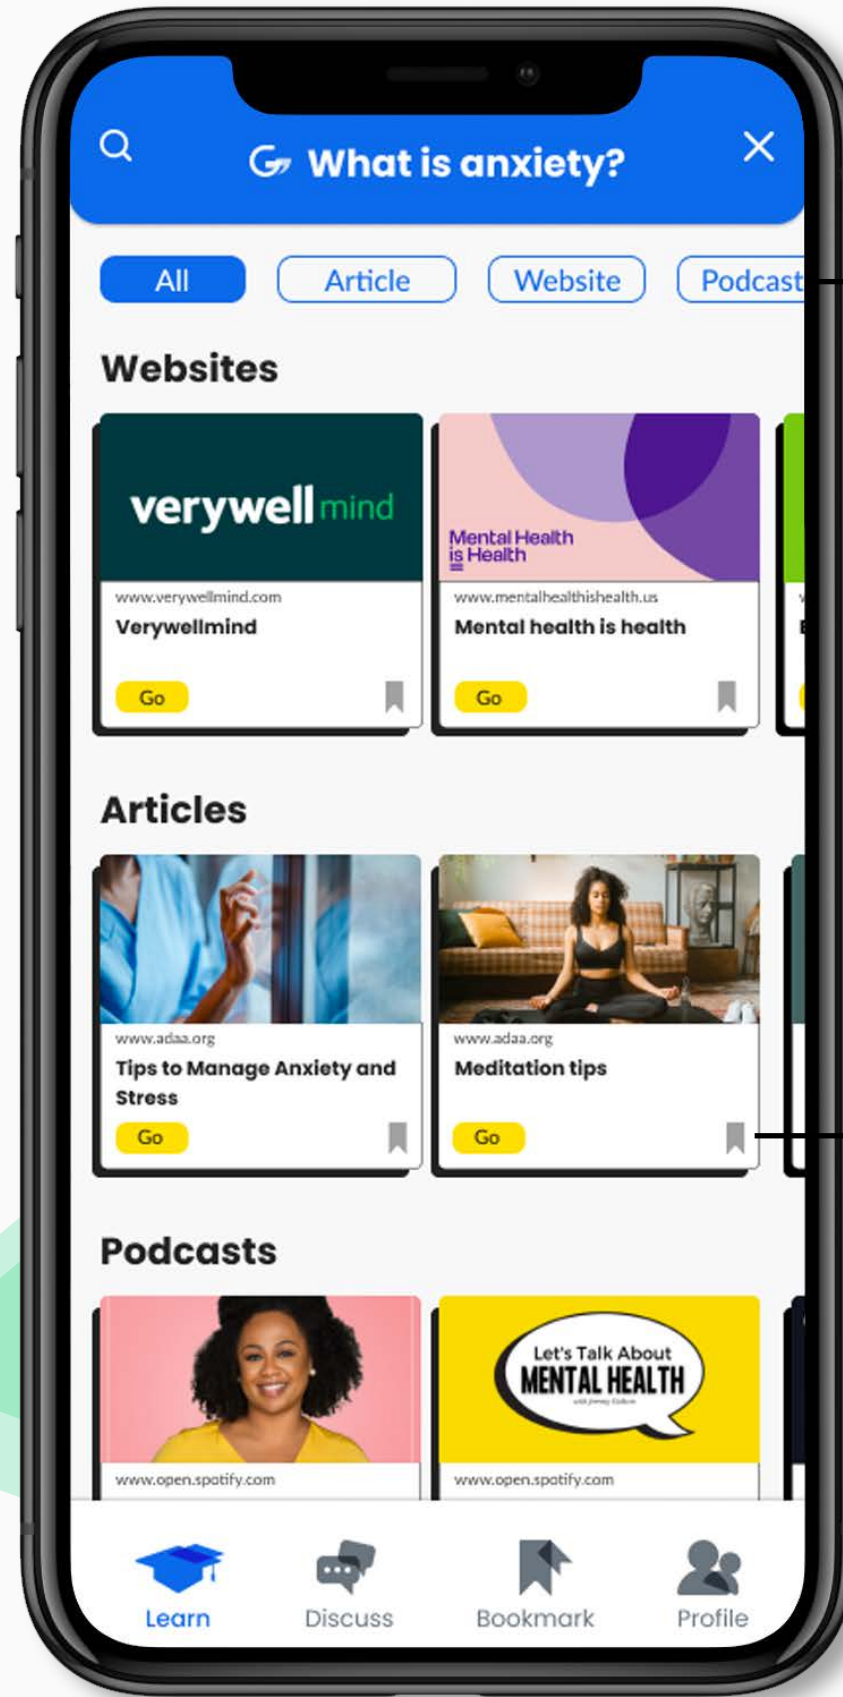 What is anxiety?
All Article Website Podcast
Websites
verywell mind
Mental Health
is Health
www.verywellmind.com
Verywellmind
Go
www.mentalhealthishealth.us
Mental health is health
Go
Articles
www.adaa.org
Tips to Manage Anxiety and
Stress
Go
www.adaa.org
Meditation tips
Go
Podcasts
Let's Talk About
MENTAL HEALTH
www.open.spotify.com
www.open.spotify.com
Learn Discuss Bookmark Profile